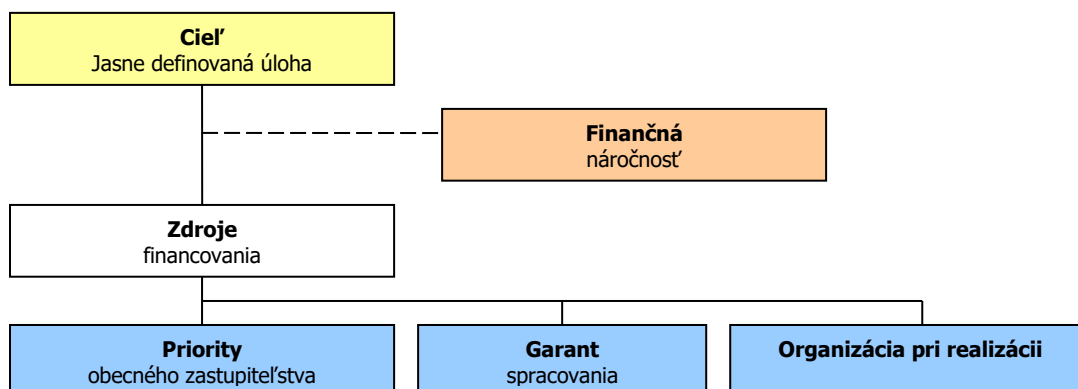 Cieľ
Jasne definovaná úloha
Finančná
náročnosť
Zdroje
financovania
Priority
obecného zastupiteľstva
Garant
spracovania
Organizácia pri realizácii